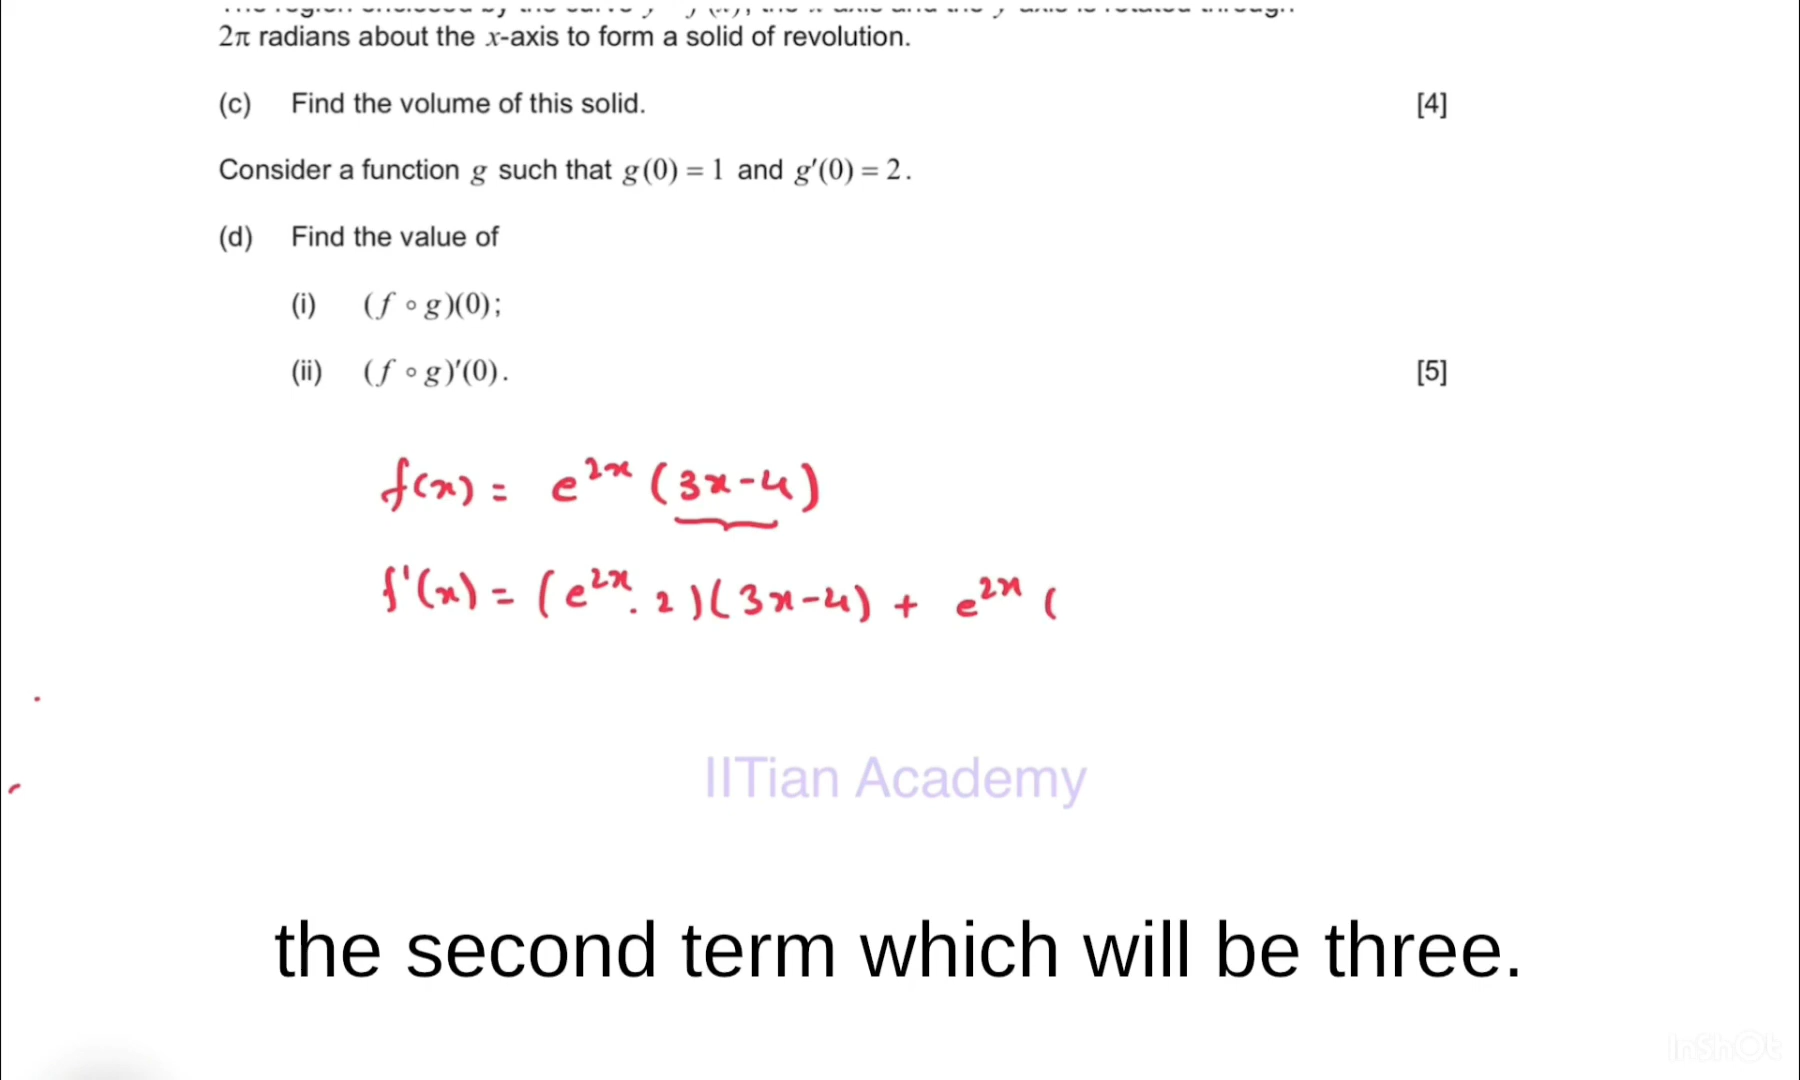 2π radians about the x-axis to form a solid of revolution.
(c) Find the volume of this solid. [4]
Consider a function g such that g(0) = 1 and g′(0) = 2.
(d) Find the value of
(i) (f ∘ g)(0);
(ii) (f ∘ g)′(0). [5]
f(x) = e^{2x} (3x-4)
f'(x) = (e^{2x}. 2)(3x-4) + e^{2x} (
IITian Academy
the second term which will be three.
InShOt